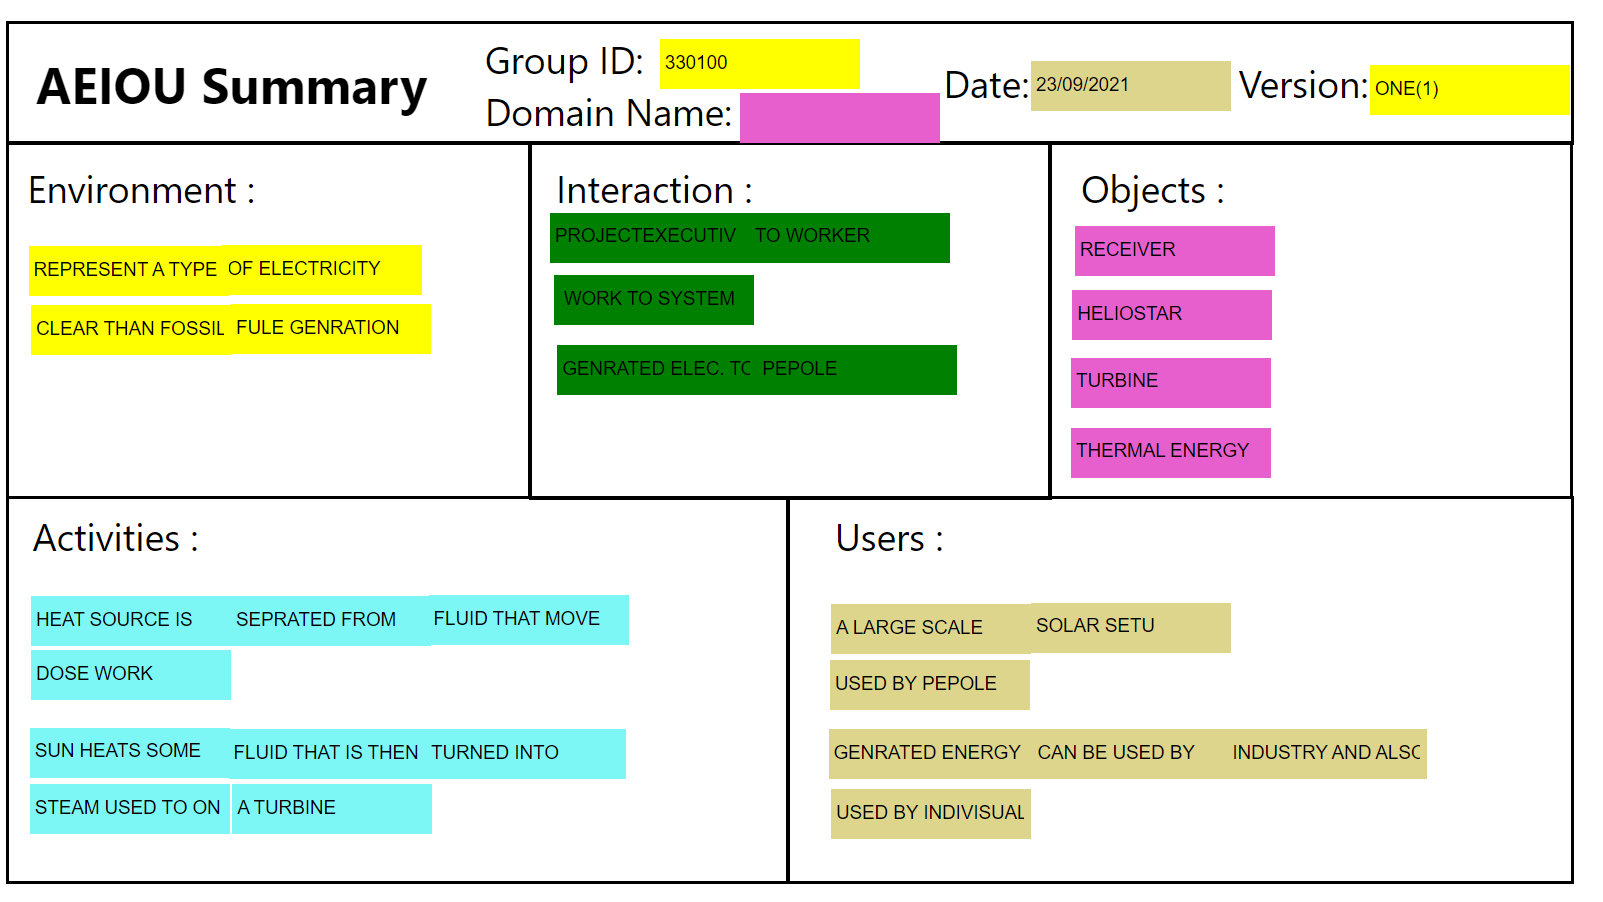 AEIOU Summary
Group ID: 330100
Domain Name:
Date: 23/09/2021
Version: ONE(1)
Environment :
REPRESENT A TYPE OF ELECTRICITY
CLEAR THAN FOSSIL FULE GENRATION
Interaction :
PROJECTEXECUTIV TO WORKER
WORK TO SYSTEM
GENRATED ELEC. TO PEPOLE
Objects :
RECEIVER
HELIOSTAR
TURBINE
THERMAL ENERGY
Activities :
HEAT SOURCE IS SEPRATED FROM FLUID THAT MOVE
DOSE WORK
SUN HEATS SOME FLUID THAT IS THEN TURNED INTO
STEAM USED TO ON A TURBINE
Users :
A LARGE SCALE SOLAR SETU
USED BY PEPOLE
GENRATED ENERGY CAN BE USED BY INDUSTRY AND ALSO
USED BY INDIVISUAL